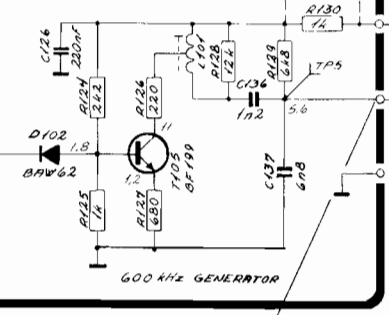 R130
1k
C126
220nF
R124
2k2
R126
220
L101
R128
12k
R129
6k8
TP5
C136
1n2
5.6
D102
BAW62
1.8
11
1,2
T105
BF199
C137
6n8
R125
1k
R127
680
600 kHz GENERATOR